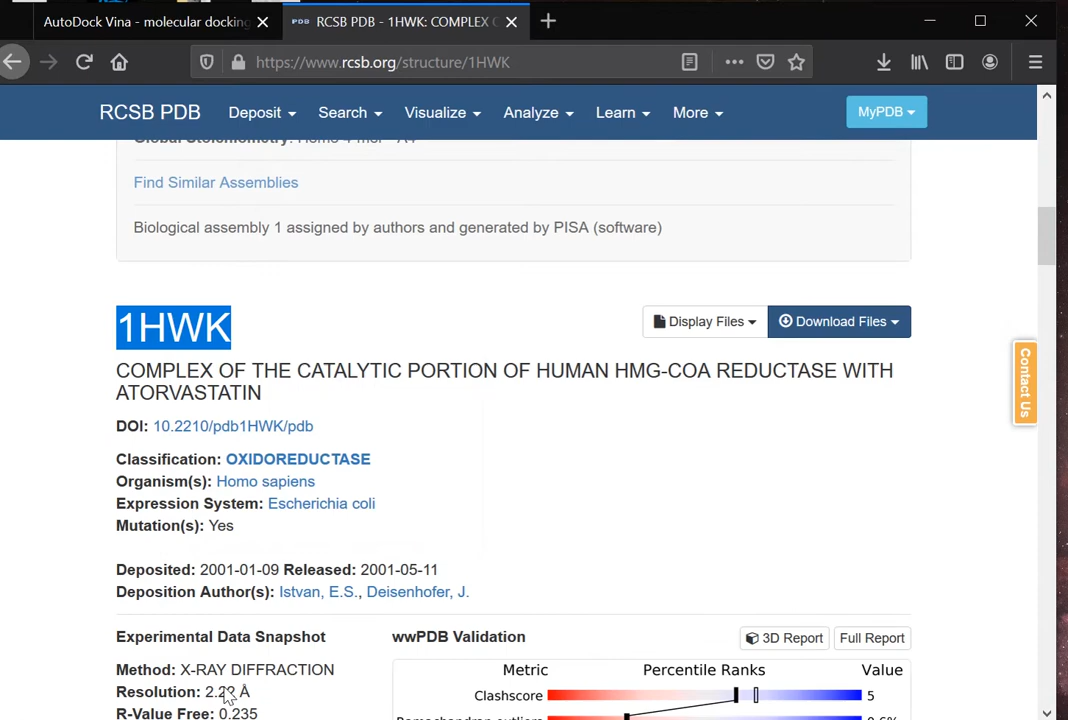 AutoDock Vina - molecular docking
PDB RCSB PDB - 1HWK: COMPLEX
https://www.rcsb.org/structure/1HWK
RCSB PDB Deposit Search Visualize Analyze Learn More MyPDB
Find Similar Assemblies
Biological assembly 1 assigned by authors and generated by PISA (software)
1HWK
Display Files Download Files
Contact Us
COMPLEX OF THE CATALYTIC PORTION OF HUMAN HMG-COA REDUCTASE WITH
ATORVASTATIN
DOI: 10.2210/pdb1HWK/pdb
Classification: OXIDOREDUCTASE
Organism(s): Homo sapiens
Expression System: Escherichia coli
Mutation(s): Yes
Deposited: 2001-01-09 Released: 2001-05-11
Deposition Author(s): Istvan, E.S., Deisenhofer, J.
Experimental Data Snapshot
Method: X-RAY DIFFRACTION
Resolution: Å
R-Value Free: 0.235
wwPDB Validation
3D Report Full Report
Metric Percentile Ranks Value
Clashscore 5